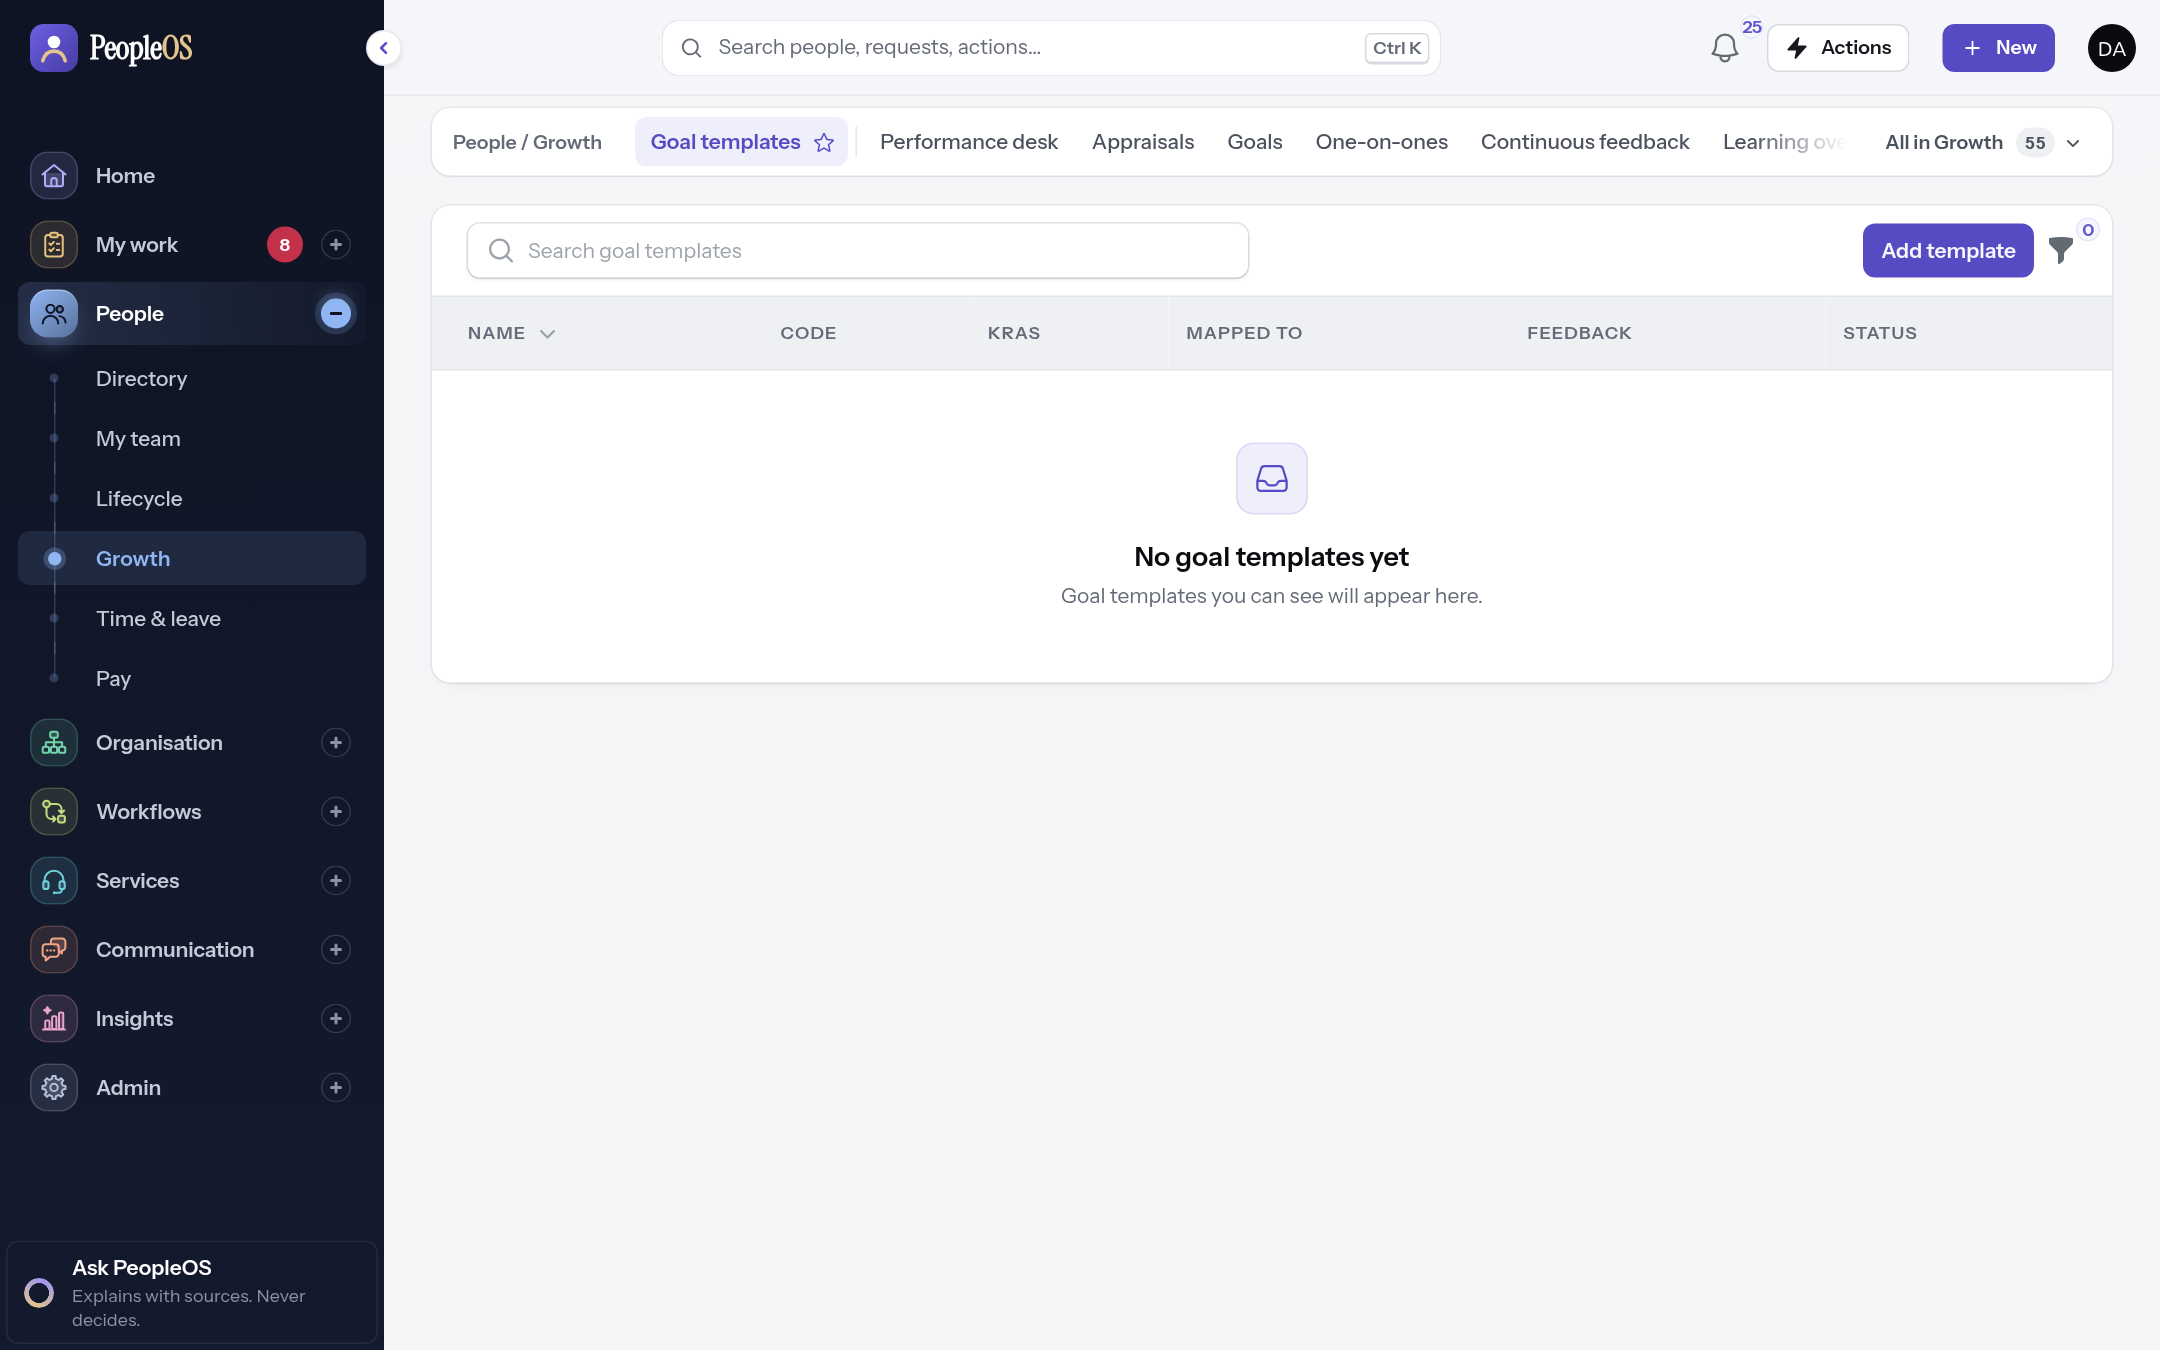 PeopleOS
Search people, requests, actions...
Ctrl K
25
Actions
New
DA
Home
My work
8
People
Directory
My team
Lifecycle
Growth
Time & leave
Pay
Organisation
Workflows
Services
Communication
Insights
Admin
Ask PeopleOS
Explains with sources. Never
decides.
People / Growth
Goal templates
Performance desk
Appraisals
Goals
One-on-ones
Continuous feedback
Learning ove
All in Growth
55
Search goal templates
Add template
0
NAME
CODE
KRAS
MAPPED TO
FEEDBACK
STATUS
No goal templates yet
Goal templates you can see will appear here.